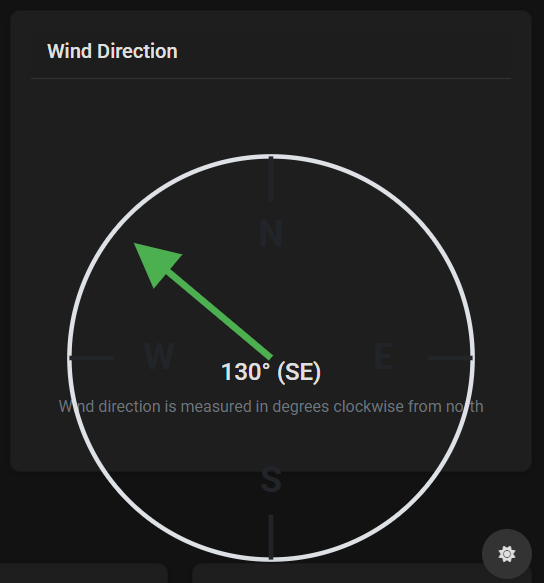 Wind Direction
N
W E
130° (SE)
Wind direction is measured in degrees clockwise from north
S